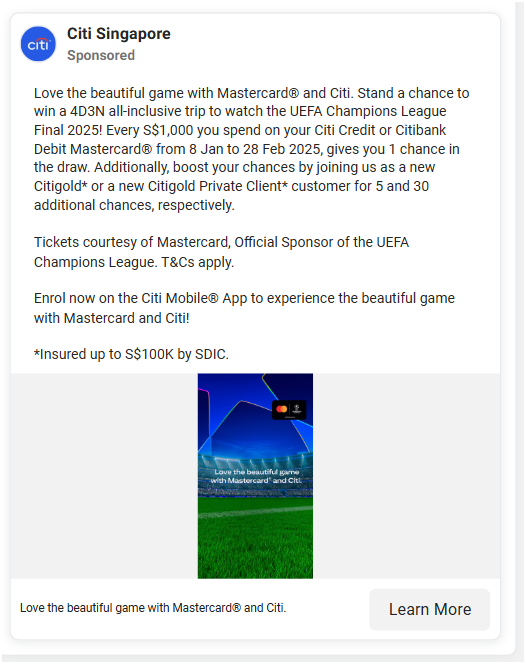 citi
Citi Singapore
Sponsored
Love the beautiful game with Mastercard® and Citi. Stand a chance to
win a 4D3N all-inclusive trip to watch the UEFA Champions League
Final 2025! Every S$1,000 you spend on your Citi Credit or Citibank
Debit Mastercard® from 8 Jan to 28 Feb 2025, gives you 1 chance in
the draw. Additionally, boost your chances by joining us as a new
Citigold* or a new Citigold Private Client* customer for 5 and 30
additional chances, respectively.
Tickets courtesy of Mastercard, Official Sponsor of the UEFA
Champions League. T&Cs apply.
Enrol now on the Citi Mobile® App to experience the beautiful game
with Mastercard and Citi!
*Insured up to S$100K by SDIC.
Love the beautiful game
with Mastercard® and Citi.
Love the beautiful game with Mastercard® and Citi.
Learn More